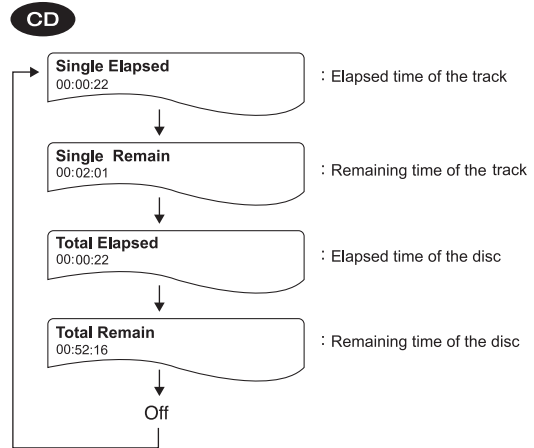 CD
Single Elapsed
00:00:22
: Elapsed time of the track
Single Remain
00:02:01
: Remaining time of the track
Total Elapsed
00:00:22
: Elapsed time of the disc
Total Remain
00:52:16
: Remaining time of the disc
Off